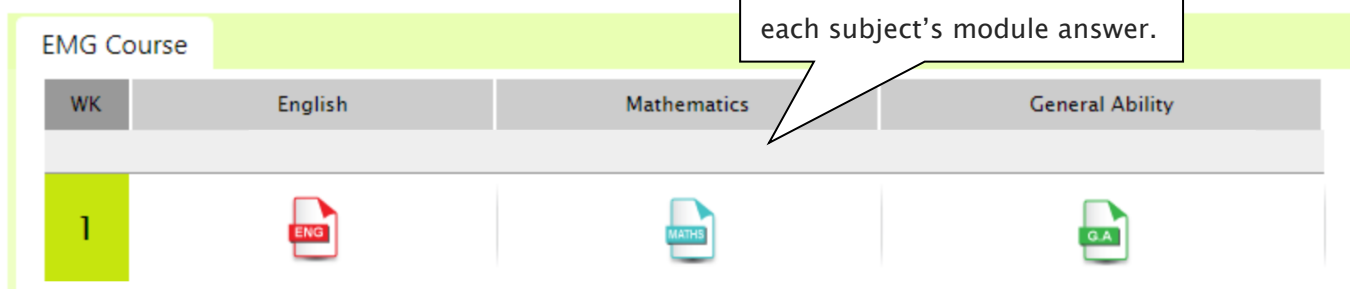 each subject's module answer.
EMG Course
WK English Mathematics General Ability
1 ENG MATHS G.A